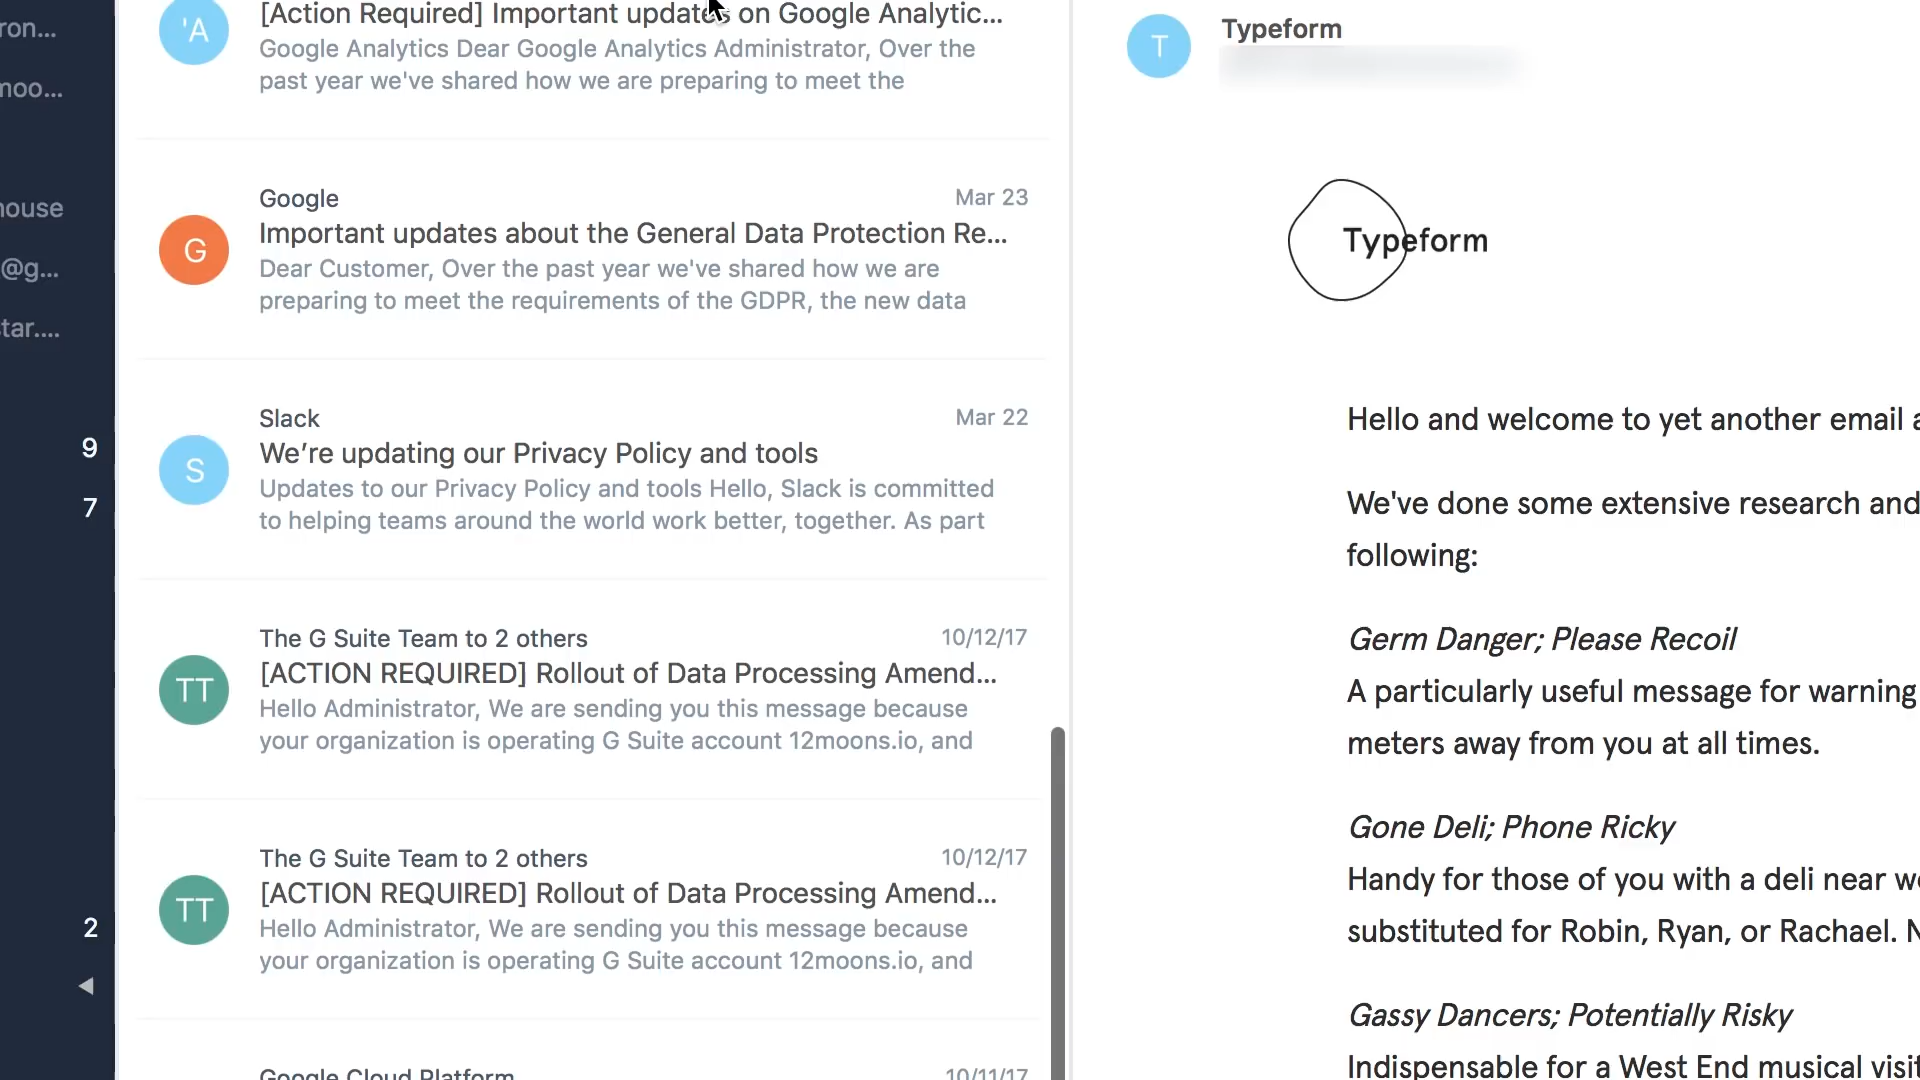 ron...
moo...
house
@g...
star....
9
7
2
'A
[Action Required] Important updates on Google Analytic...
Google Analytics Dear Google Analytics Administrator, Over the
past year we've shared how we are preparing to meet the
Google
Mar 23
G
Important updates about the General Data Protection Re...
Dear Customer, Over the past year we've shared how we are
preparing to meet the requirements of the GDPR, the new data
Slack
Mar 22
S
We’re updating our Privacy Policy and tools
Updates to our Privacy Policy and tools Hello, Slack is committed
to helping teams around the world work better, together. As part
The G Suite Team to 2 others
10/12/17
TT
[ACTION REQUIRED] Rollout of Data Processing Amend...
Hello Administrator, We are sending you this message because
your organization is operating G Suite account 12moons.io, and
The G Suite Team to 2 others
10/12/17
TT
[ACTION REQUIRED] Rollout of Data Processing Amend...
Hello Administrator, We are sending you this message because
your organization is operating G Suite account 12moons.io, and
Google Cloud Platform
10/11/17
T
Typeform
Typeform
Hello and welcome to yet another email
We've done some extensive research and
following:
Germ Danger; Please Recoil
A particularly useful message for warning
meters away from you at all times.
Gone Deli; Phone Ricky
Handy for those of you with a deli near
substituted for Robin, Ryan, or Rachael.
Gassy Dancers; Potentially Risky
Indispensable for a West End musical